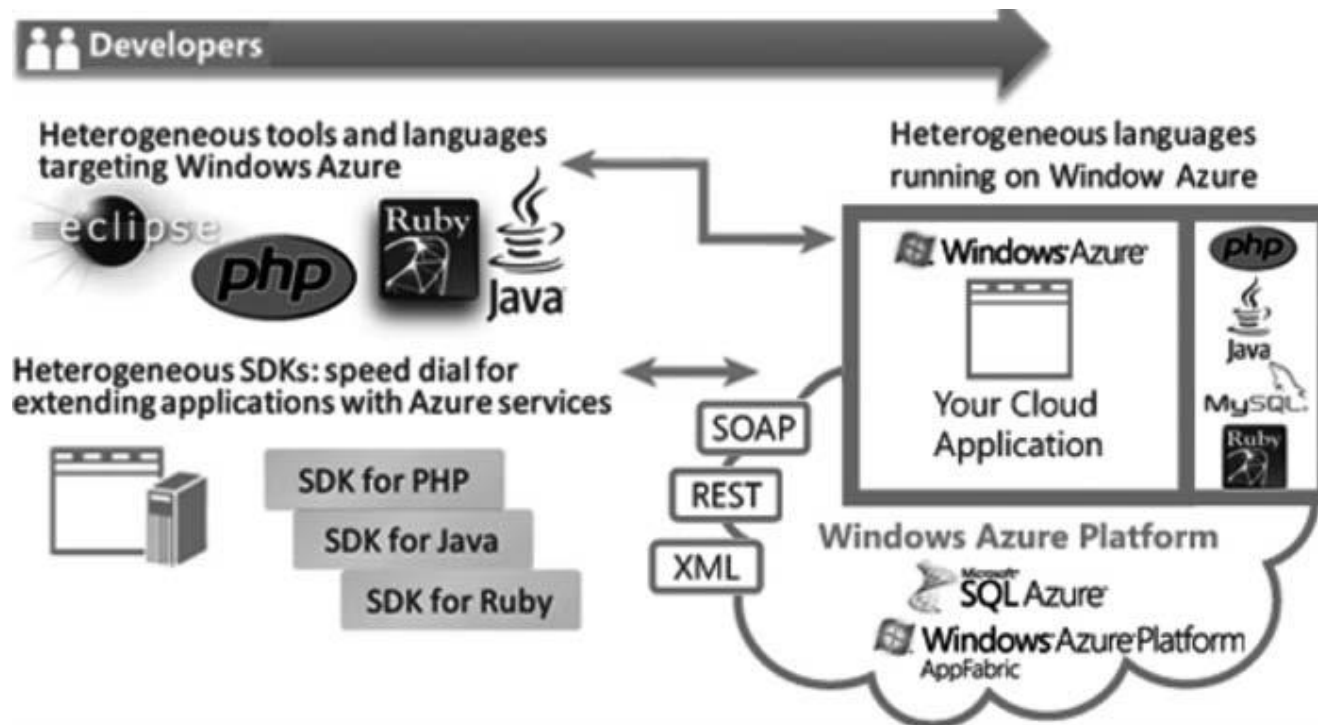 Developers
Heterogeneous tools and languages
targeting Windows Azure
eclipse
php
Ruby
Java
Heterogeneous languages
running on Window Azure
Windows Azure
Your Cloud
Application
php
Java
MySQL
Ruby
Heterogeneous SDKs: speed dial for
extending applications with Azure services
SDK for PHP
SDK for Java
SDK for Ruby
SOAP
REST
XML
Windows Azure Platform
Microsoft
SQL Azure
Windows Azure Platform
AppFabric